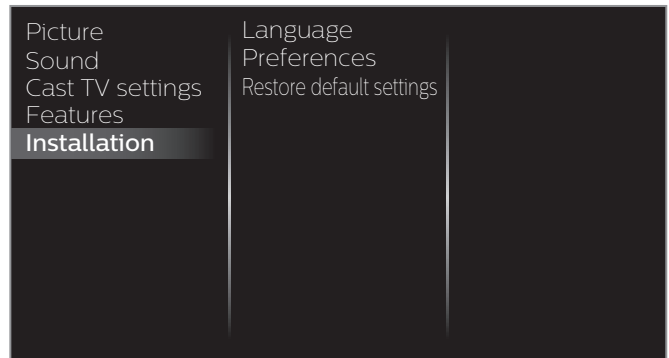 Picture
Sound
Cast TV settings
Features
Installation
Language
Preferences
Restore default settings